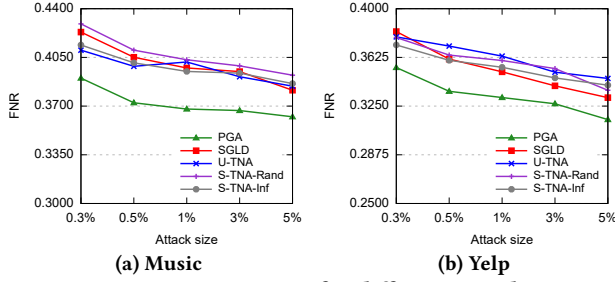 0.4400
0.4050
0.3700
0.3350
0.3000
FNR
PGA
SGLD
U-TNA
S-TNA-Rand
S-TNA-Inf
0.3% 0.5% 1% 3% 5%
Attack size
(a) Music
0.4000
0.3625
0.3250
0.2875
0.2500
FNR
PGA
SGLD
U-TNA
S-TNA-Rand
S-TNA-Inf
0.3% 0.5% 1% 3% 5%
Attack size
(b) Yelp